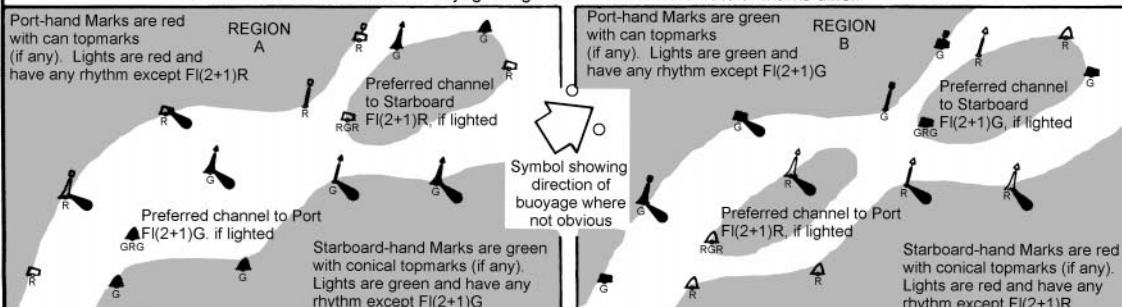 Port-hand Marks are red
with can topmarks
(if any). Lights are red and
have any rhythm except Fl(2+1)R
REGION
A
R
G
G
R
Preferred channel
to Starboard
Fl(2+1)R, if lighted
RGR
R
G
R
G
G
Preferred channel to Port
Fl(2+1)G. if lighted
GRG
R
G
G
Starboard-hand Marks are green
with conical topmarks (if any).
Lights are green and have any
rhythm except Fl(2+1)G
Symbol showing
direction of
buoyage where
not obvious
Port-hand Marks are green
with can topmarks
(if any). Lights are green and
have any rhythm except Fl(2+1)G
REGION
B
G
R
R
G
Preferred channel
to Starboard
Fl(2+1)G, if lighted
GRG
G
G
R
G
R
R
Preferred channel to Port
Fl(2+1)R, if lighted
RGR
G
R
R
Starboard-hand Marks are red
with conical topmarks (if any).
Lights are red and have any
rhythm except Fl(2+1)R